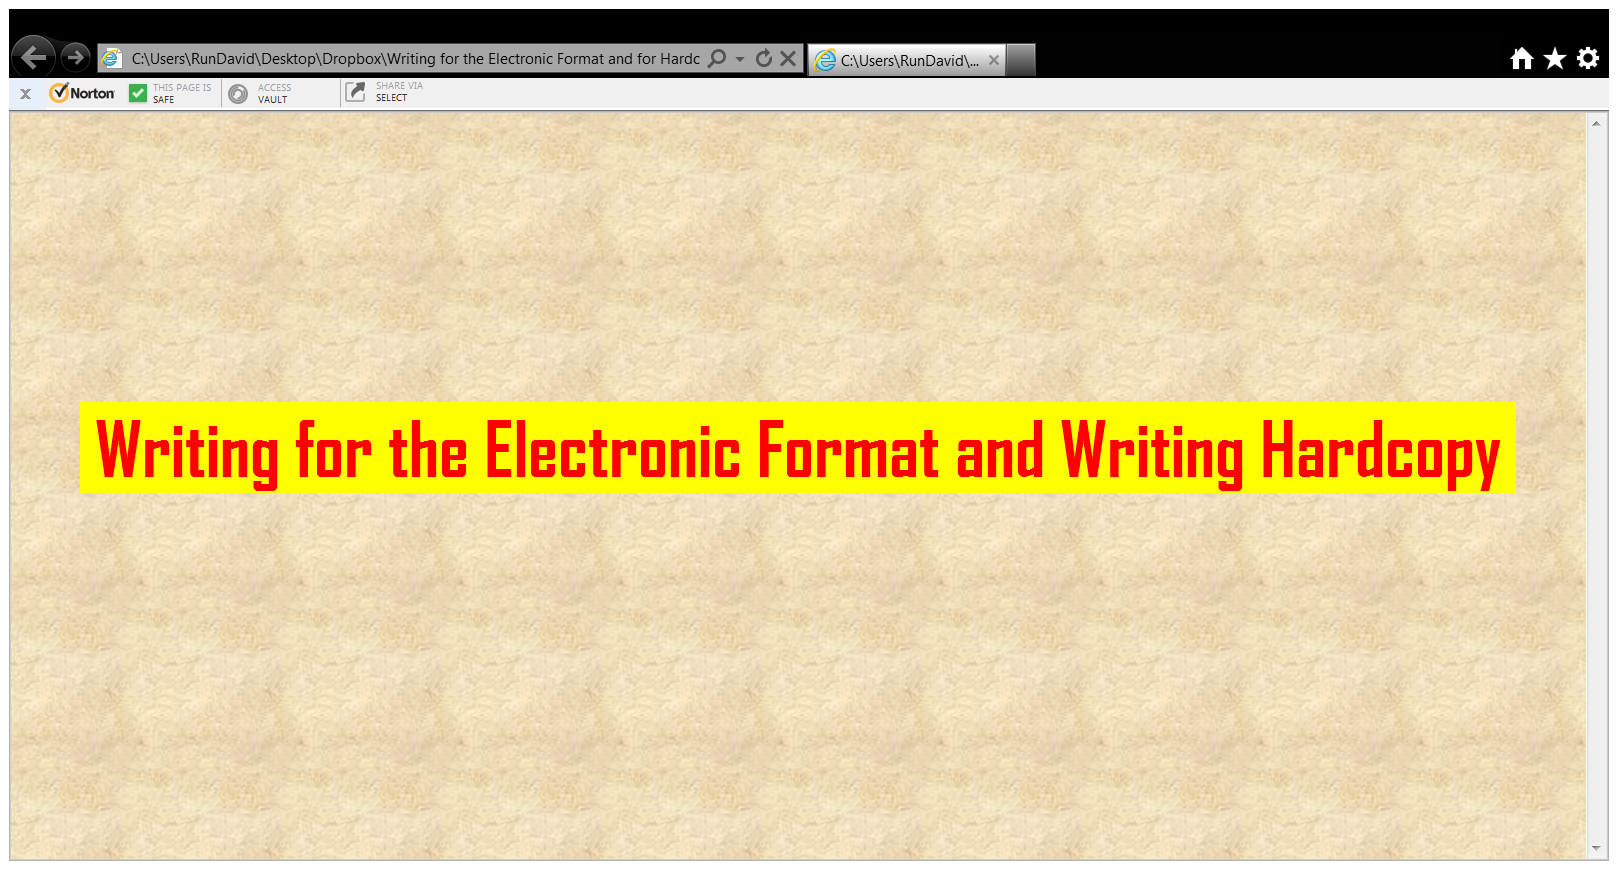 C:\Users\RunDavid\Desktop\Dropbox\Writing for the Electronic Format and for Hardc
C:\Users\RunDavid\...
x
Norton
THIS PAGE IS
SAFE
ACCESS
VAULT
SHARE VIA
SELECT
Writing for the Electronic Format and Writing Hardcopy